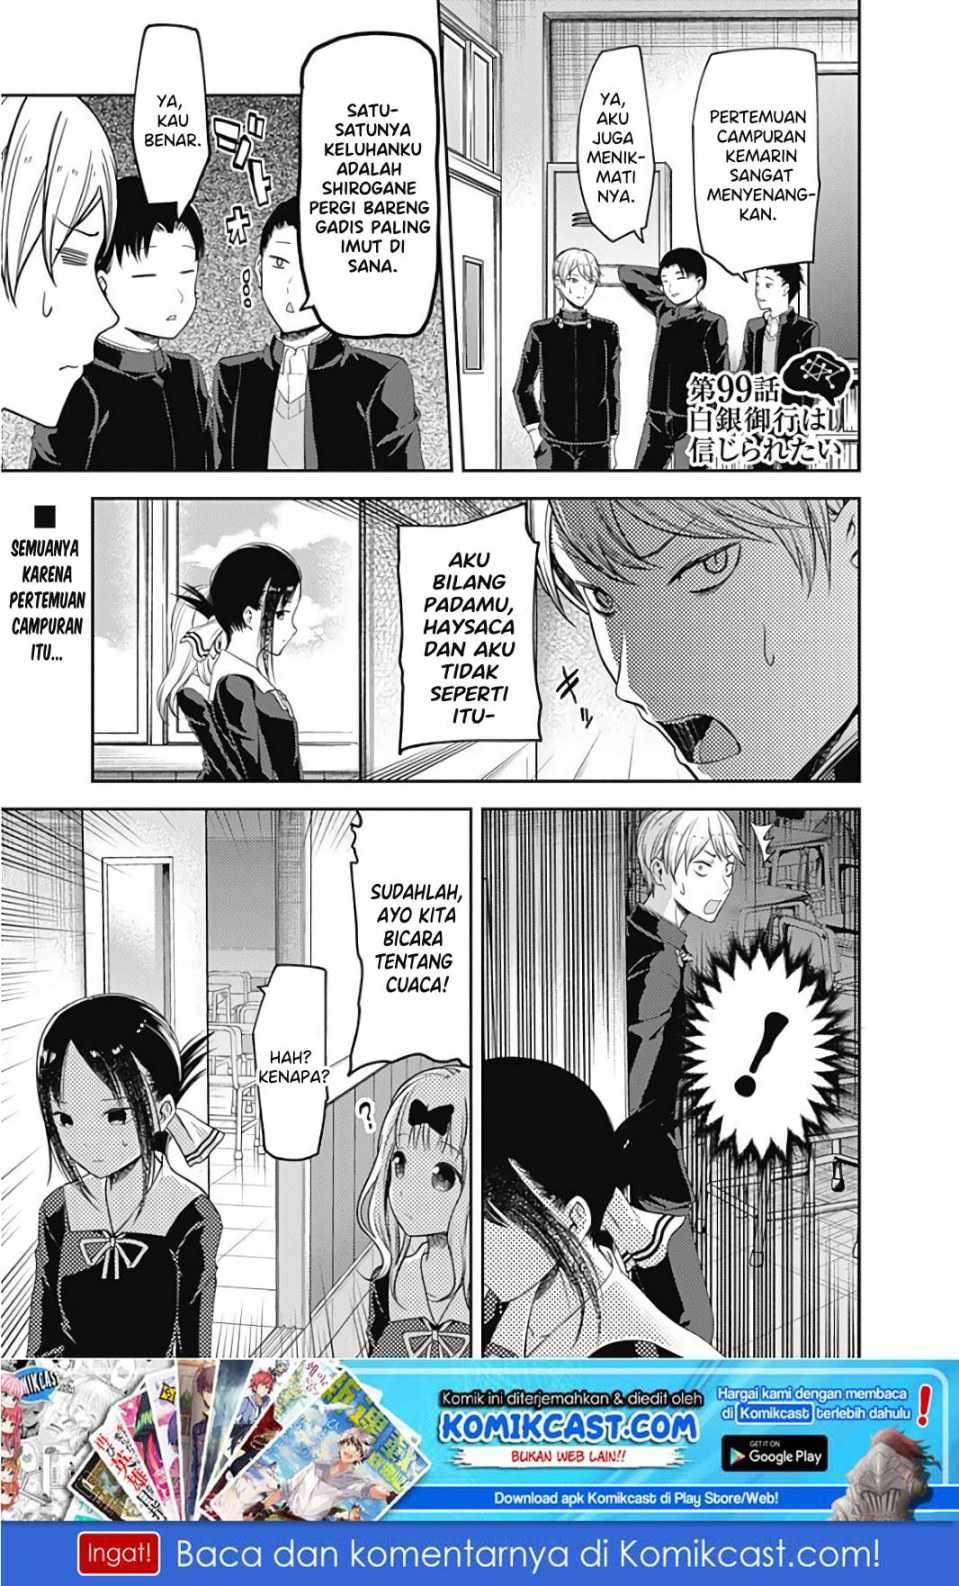 PERTEMUAN
CAMPURAN
KEMARIN
SANGAT
MENYENANG-
KAN.
YA,
AKU
JUGA
MENIK-
MATI
NYA.
第99話
白銀御行は
信じられたい
SATU-
SATUNYA
KELUHANKU
ADALAH
SHIROGANE
PERGI BARENG
GADIS PALING
IMUT DI
SANA.
YA,
KAU
BENAR.
AKU
BILANG
PADAMU,
HAYSACA
DAN AKU
TIDAK
SEPERTI
ITU-
SEMUANYA
KARENA
PERTEMUAN
CAMPURAN
ITU...
!
SUDAHLAH,
AYO KITA
BICARA
TENTANG
CUACA!
HAH?
KENAPA?
?
Komik ini diterjemahkan & diedit oleh
KOMIKCAST.COM
BUKAN WEB LAIN!!
Hargai kami dengan membaca
di Komikcast terlebih dahulu !
GET IT ON
Google Play
Download apk Komikcast di Play Store/Web!
Ingat! Baca dan komentarnya di Komikcast.com!